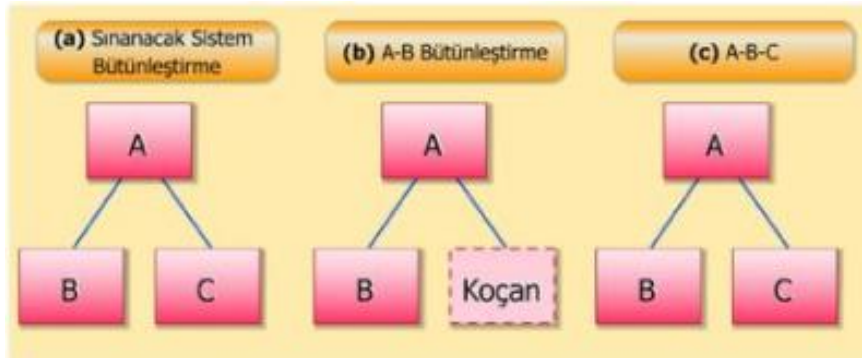 (a) Sınanacak Sistem
Bütünleştirme
(b) A-B Bütünleştirme
(c) A-B-C
A
A
A
B
C
B
Koçan
B
C